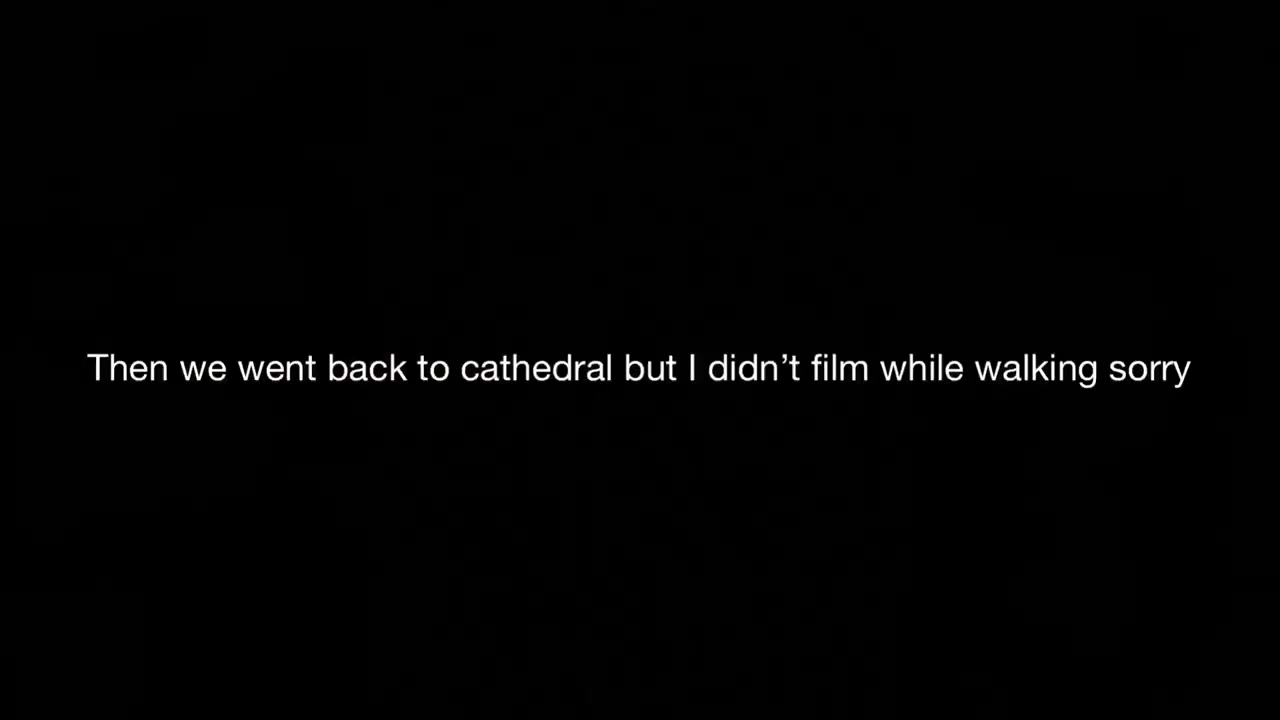 Then we went back to cathedral but I didn’t film while walking sorry